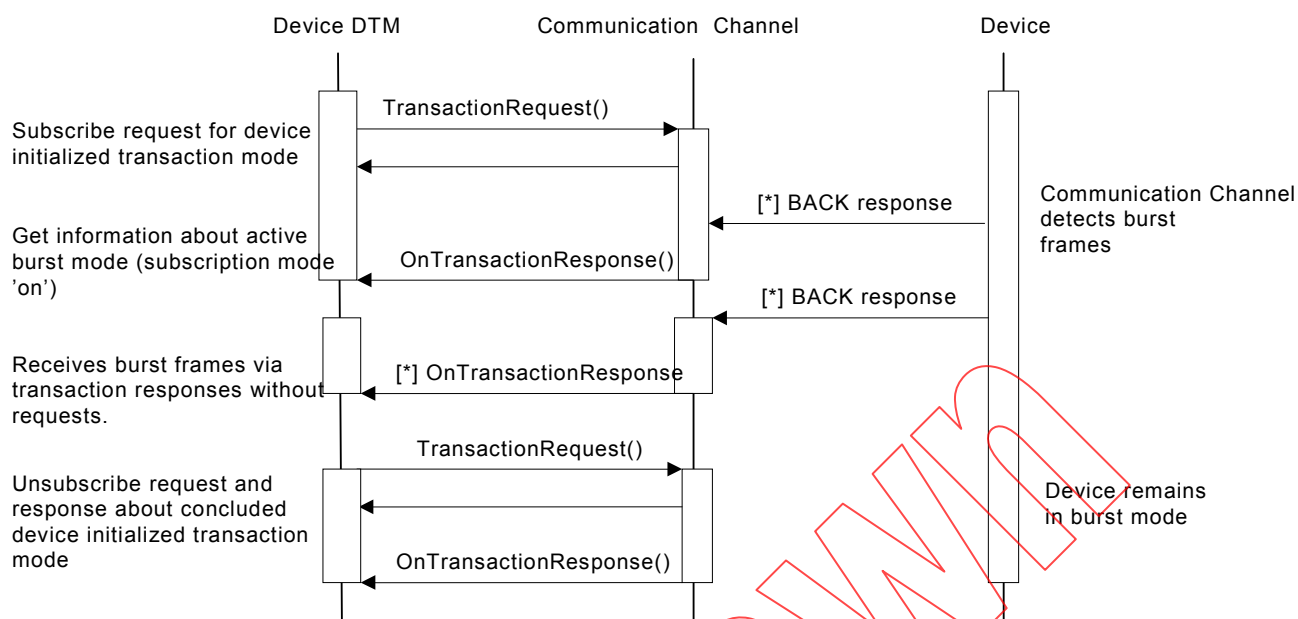 Device DTM
Communication Channel
Device
TransactionRequest()
Subscribe request for device
initialized transaction mode
[*] BACK response
Communication Channel
detects burst
frames
Get information about active
burst mode (subscription mode
'on')
OnTransactionResponse()
[*] BACK response
Receives burst frames via
transaction responses without
requests.
[*] OnTransactionResponse
TransactionRequest()
Unsubscribe request and
response about concluded
device initialized transaction
mode
Device remains
in burst mode
OnTransactionResponse()